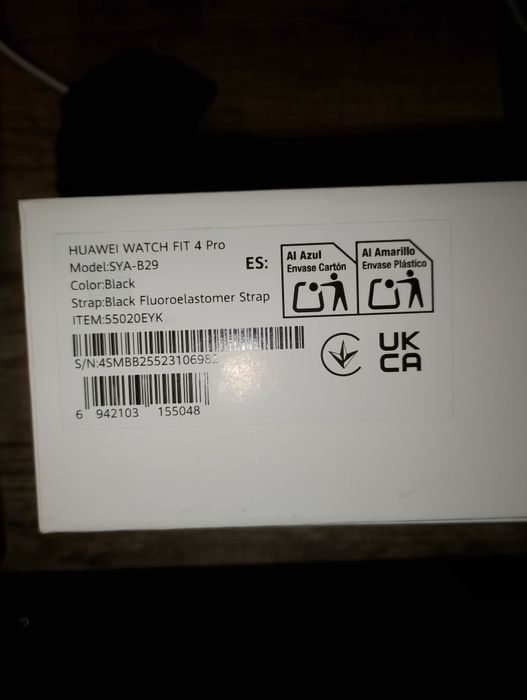 HUAWEI WATCH FIT 4 Pro
Model:SYA-B29
Color:Black
Strap:Black Fluoroelastomer Strap
ITEM:55020EYK
S/N:4SMBB25523106982
6 942103 155048
ES:
Al Azul
Envase Cartón
Al Amarillo
Envase Plástico
UK
CA